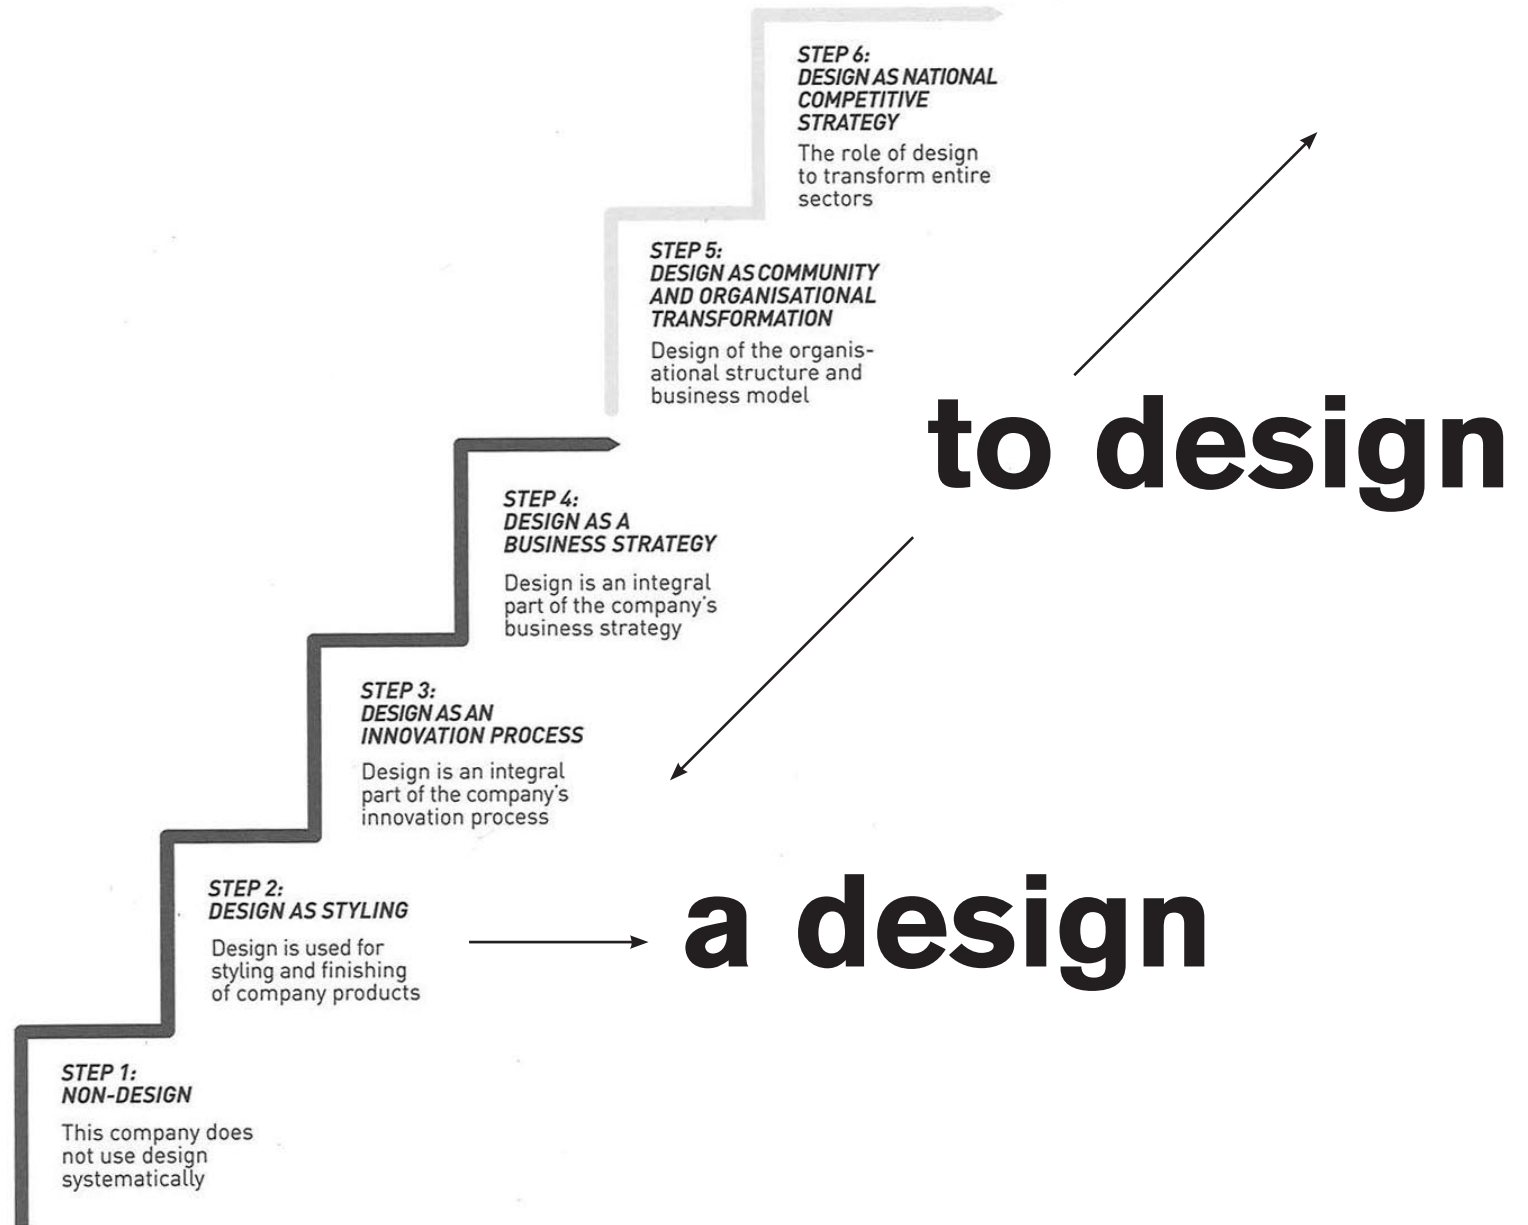 STEP 6:
DESIGN AS NATIONAL
COMPETITIVE
STRATEGY
The role of design
to transform entire
sectors
STEP 5:
DESIGN AS COMMUNITY
AND ORGANISATIONAL
TRANSFORMATION
Design of the organis-
ational structure and
business model
to design
STEP 4:
DESIGN AS A
BUSINESS STRATEGY
Design is an integral
part of the company's
business strategy
STEP 3:
DESIGN AS AN
INNOVATION PROCESS
Design is an integral
part of the company's
innovation process
STEP 2:
DESIGN AS STYLING
Design is used for
styling and finishing
of company products
a design
STEP 1:
NON-DESIGN
This company does
not use design
systematically